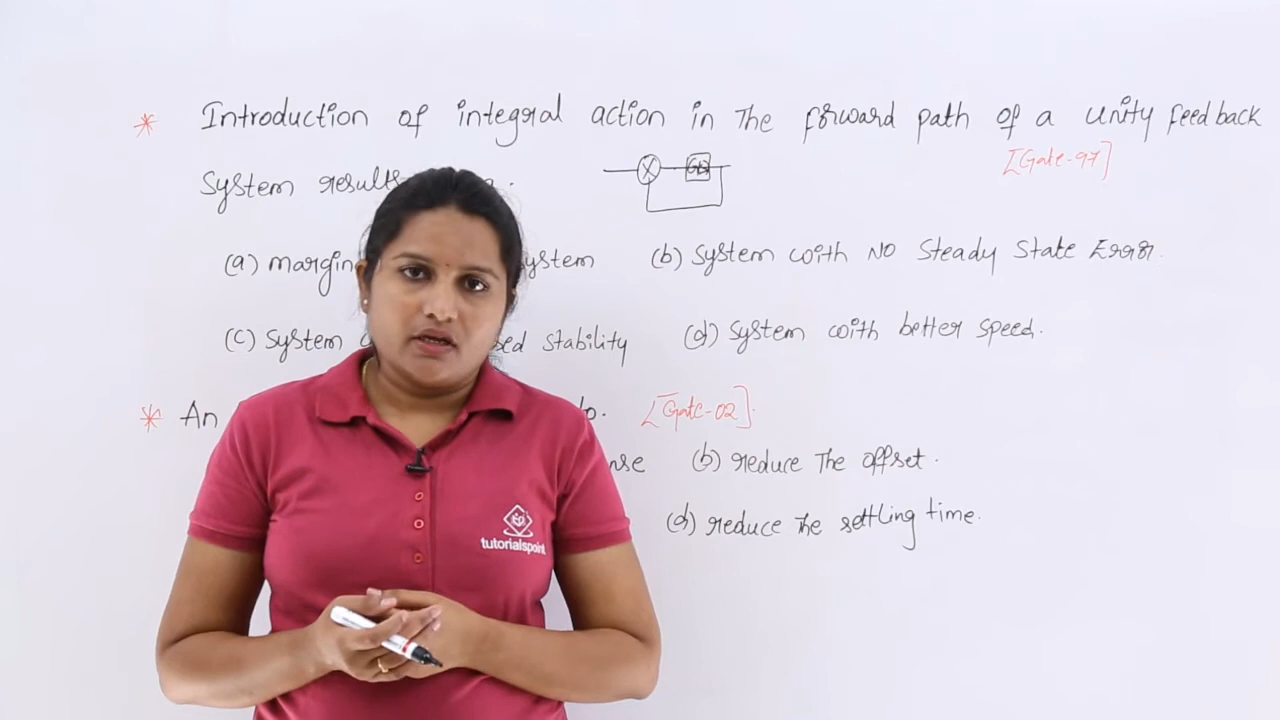 * Introduction of integral action in The forward path of a unity feedback
[Gate-97]
System results
(a) system (b) System with NO Steady State Error.
(c) System stability (d) System with better speed.
* An [Gate-02].
(b) reduce The offset.
(d) reduce The settling time.
tutorialspoint